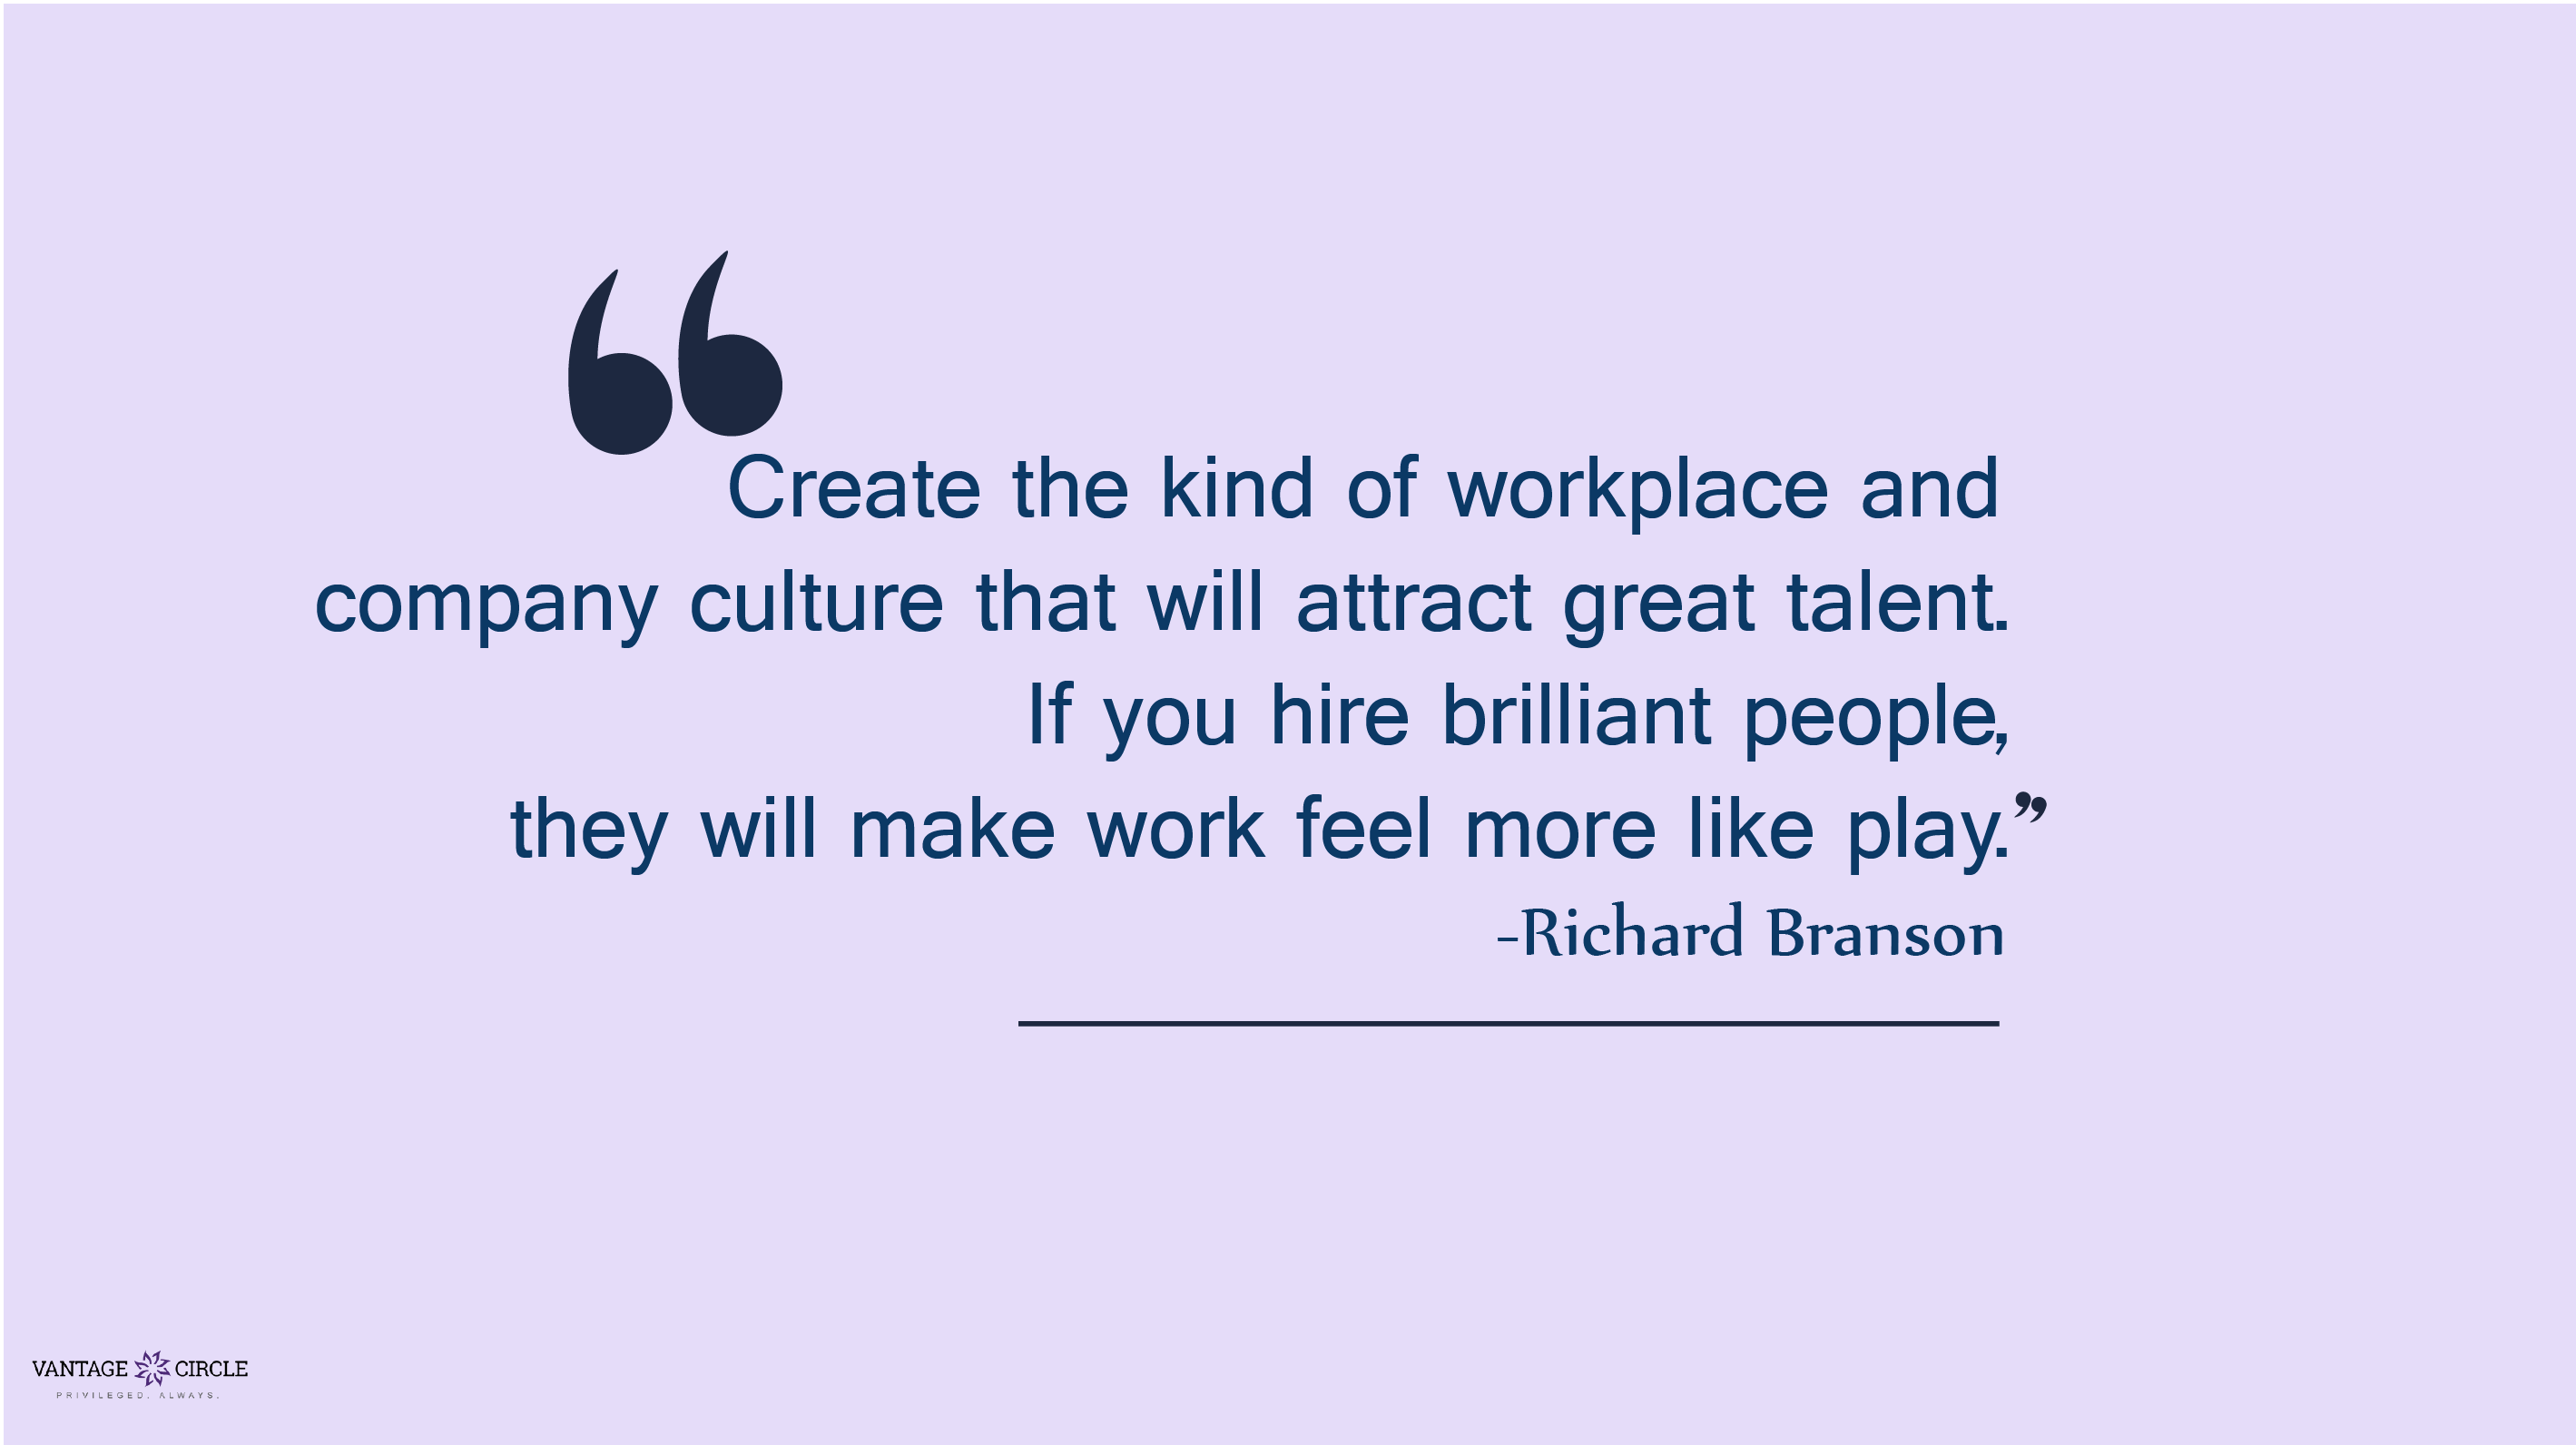 “Create the kind of workplace and
company culture that will attract great talent.
If you hire brilliant people,
they will make work feel more like play.”
-Richard Branson
VANTAGE CIRCLE
PRIVILEGED. ALWAYS.